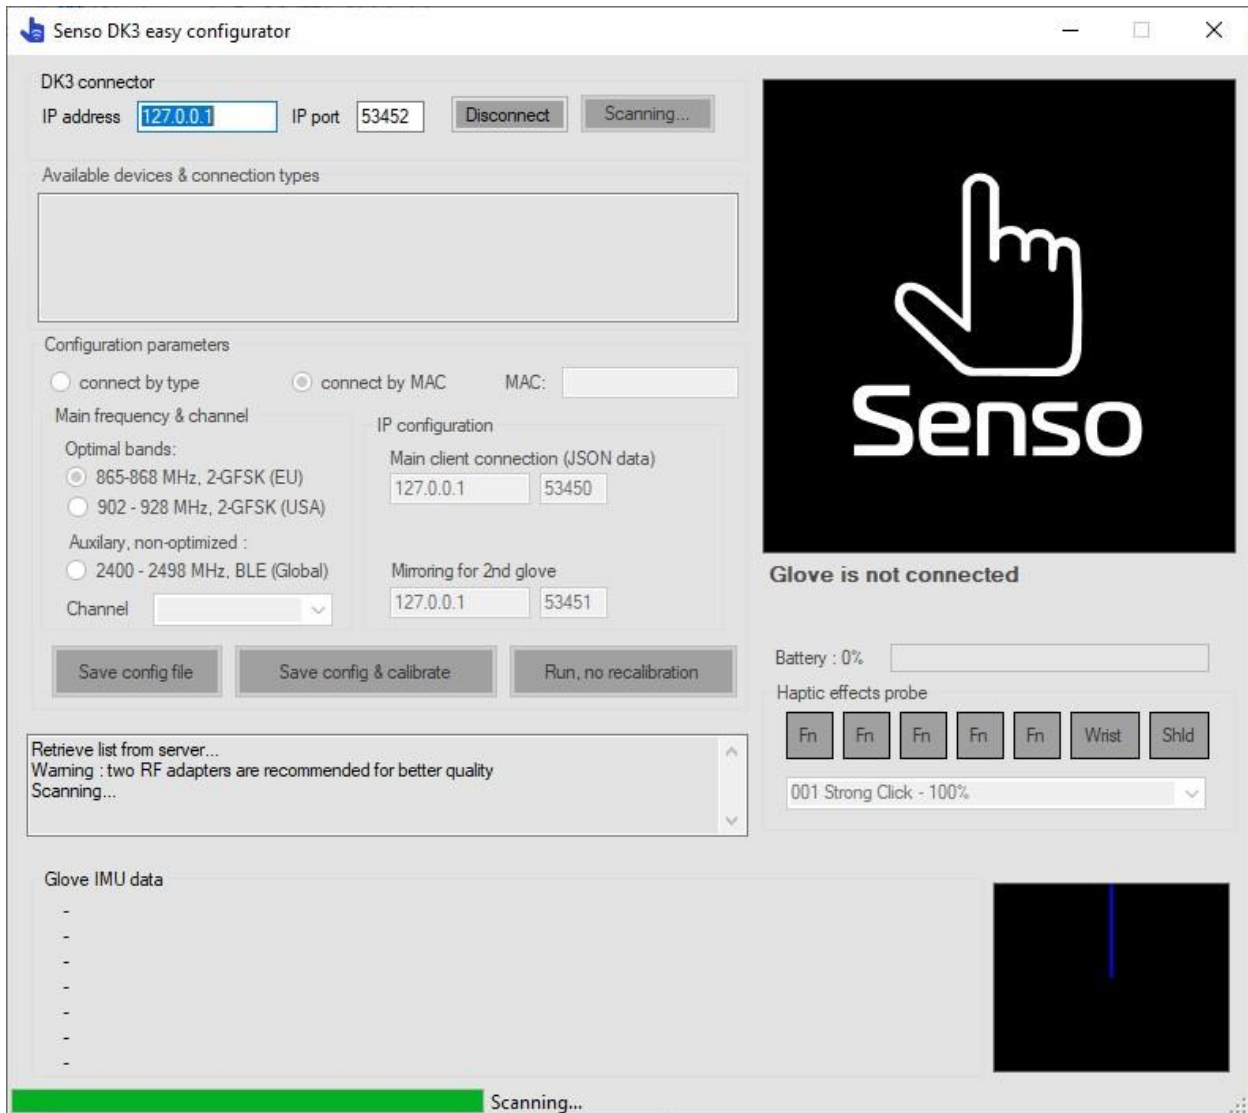 Senso DK3 easy configurator
DK3 connector
IP address 127.0.0.1 IP port 53452 Disconnect Scanning...
Available devices & connection types
Configuration parameters
connect by type connect by MAC MAC:
Main frequency & channel
Optimal bands:
865-868 MHz, 2-GFSK (EU)
902 - 928 MHz, 2-GFSK (USA)
Auxilary, non-optimized :
2400 - 2498 MHz, BLE (Global)
Channel
IP configuration
Main client connection (JSON data)
127.0.0.1 53450
Mirroring for 2nd glove
127.0.0.1 53451
Save config file Save config & calibrate Run, no recalibration
Retrieve list from server...
Warning : two RF adapters are recommended for better quality
Scanning...
Senso
Glove is not connected
Battery : 0%
Haptic effects probe
Fn Fn Fn Fn Fn Wrist Shld
001 Strong Click - 100%
Glove IMU data
-
-
-
-
-
-
-
Scanning...